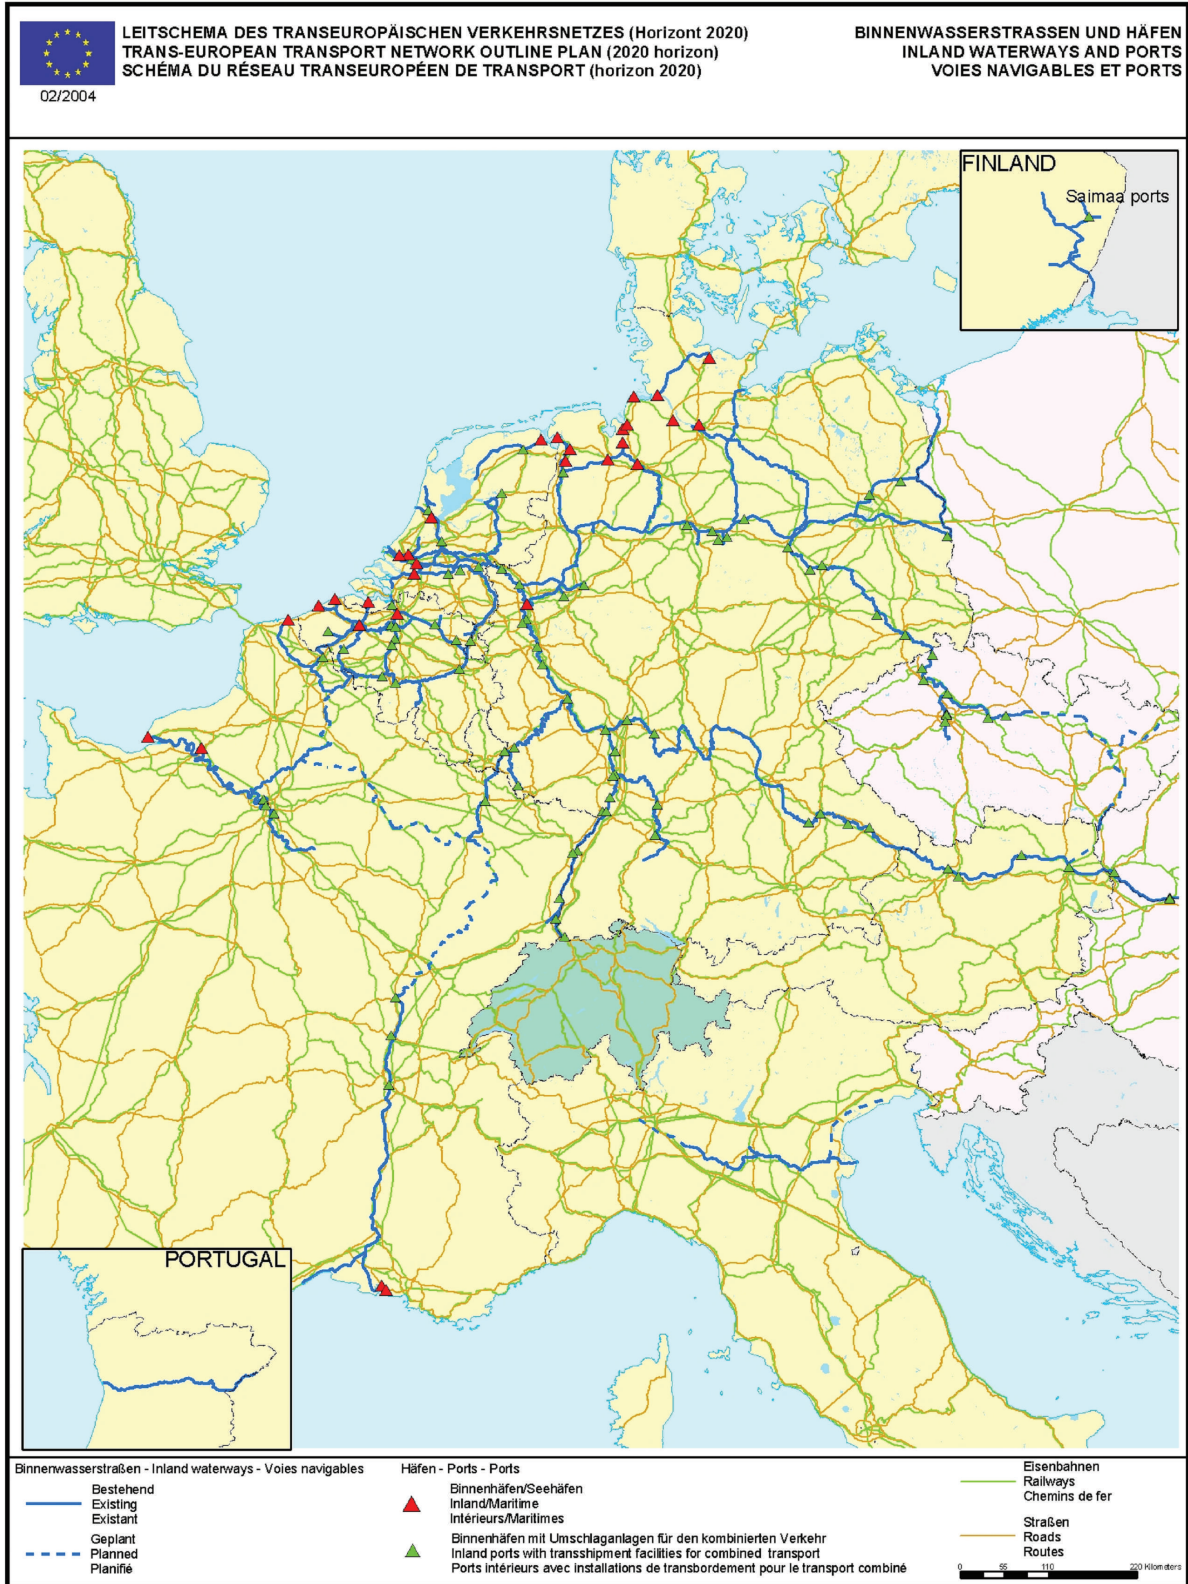 LEITSCHEMA DES TRANSEUROPÄISCHEN VERKEHRSNETZES (Horizont 2020)
TRANS-EUROPEAN TRANSPORT NETWORK OUTLINE PLAN (2020 horizon)
SCHÉMA DU RÉSEAU TRANSEUROPÉEN DE TRANSPORT (horizon 2020)
02/2004
BINNENWASSERSTRASSEN UND HÄFEN
INLAND WATERWAYS AND PORTS
VOIES NAVIGABLES ET PORTS
FINLAND
Saimaa ports
PORTUGAL
Binnenwasserstraßen - Inland waterways - Voies navigables
Bestehend
Existing
Existant
Geplant
Planned
Planifié
Häfen - Ports - Ports
Binnenhäfen/Seehäfen
Inland/Maritime
Intérieurs/Maritimes
Binnenhäfen mit Umschlaganlagen für den kombinierten Verkehr
Inland ports with transshipment facilities for combined transport
Ports intérieurs avec installations de transbordement pour le transport combiné
Eisenbahnen
Railways
Chemins de fer
Straßen
Roads
Routes
0 55 110 220 Kilometers